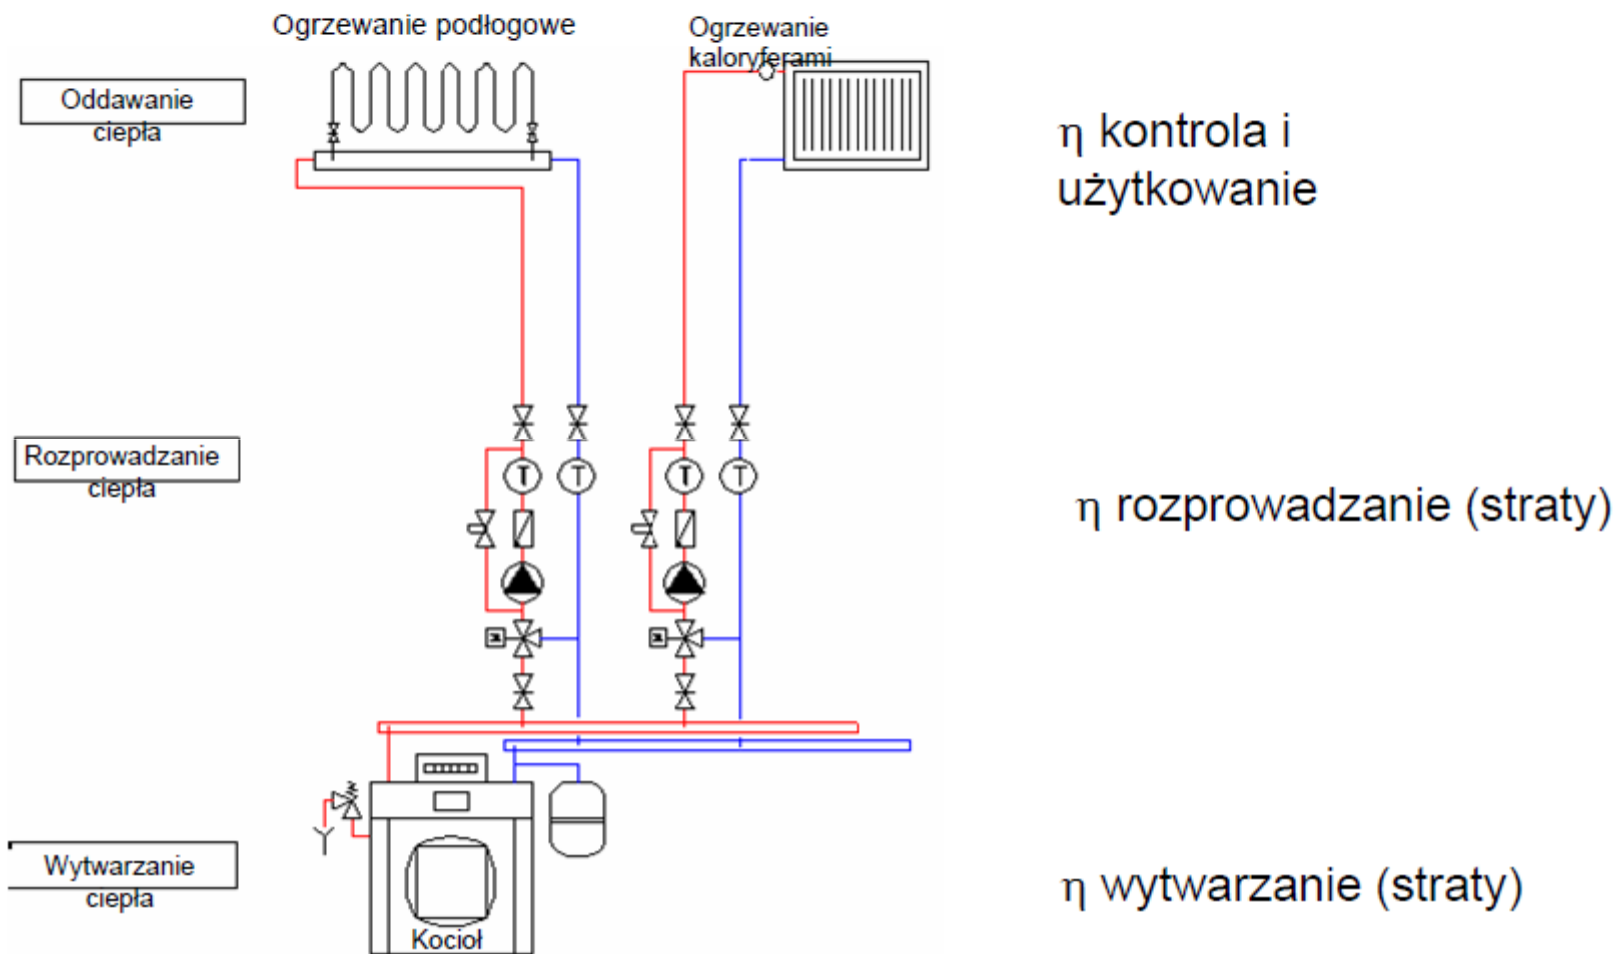 Ogrzewanie podłogowe
Ogrzewanie
kaloryferami
Oddawanie
ciepła
η kontrola i
użytkowanie
Rozprowadzanie
ciepła
T
T
T
T
η rozprowadzanie (straty)
Wytwarzanie
ciepła
Kocioł
η wytwarzanie (straty)